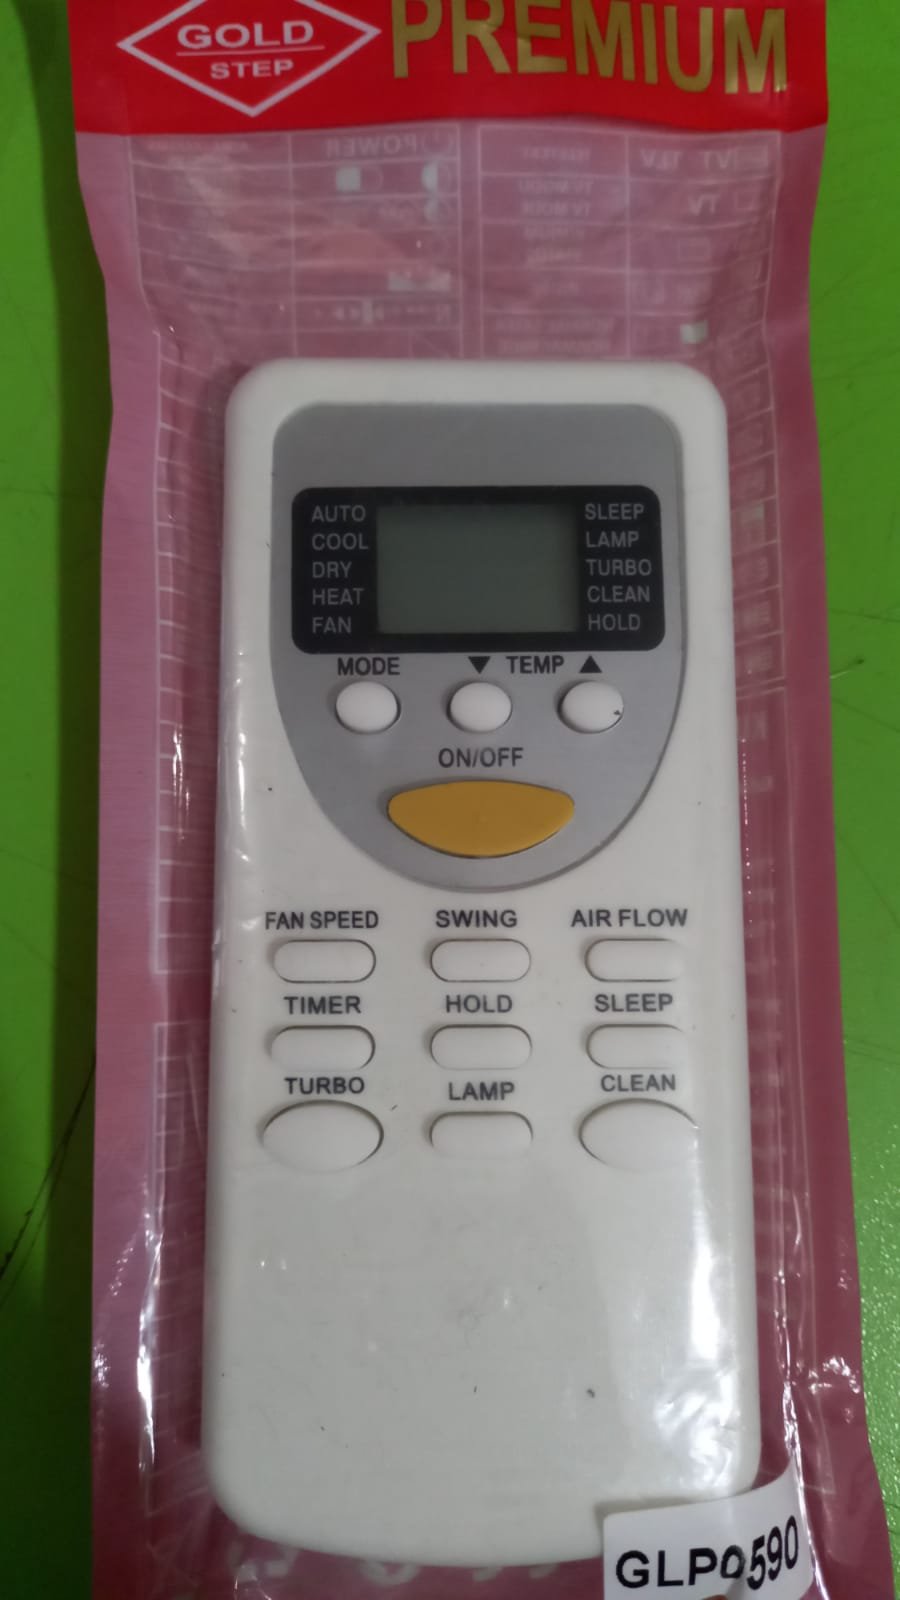 GOLD
STEP
PREMIUM
POWER
TV
AUTO
COOL
DRY
HEAT
FAN
SLEEP
LAMP
TURBO
CLEAN
HOLD
MODE ▼ TEMP ▲
ON/OFF
FAN SPEED SWING AIR FLOW
TIMER HOLD SLEEP
TURBO LAMP CLEAN
GLP0590